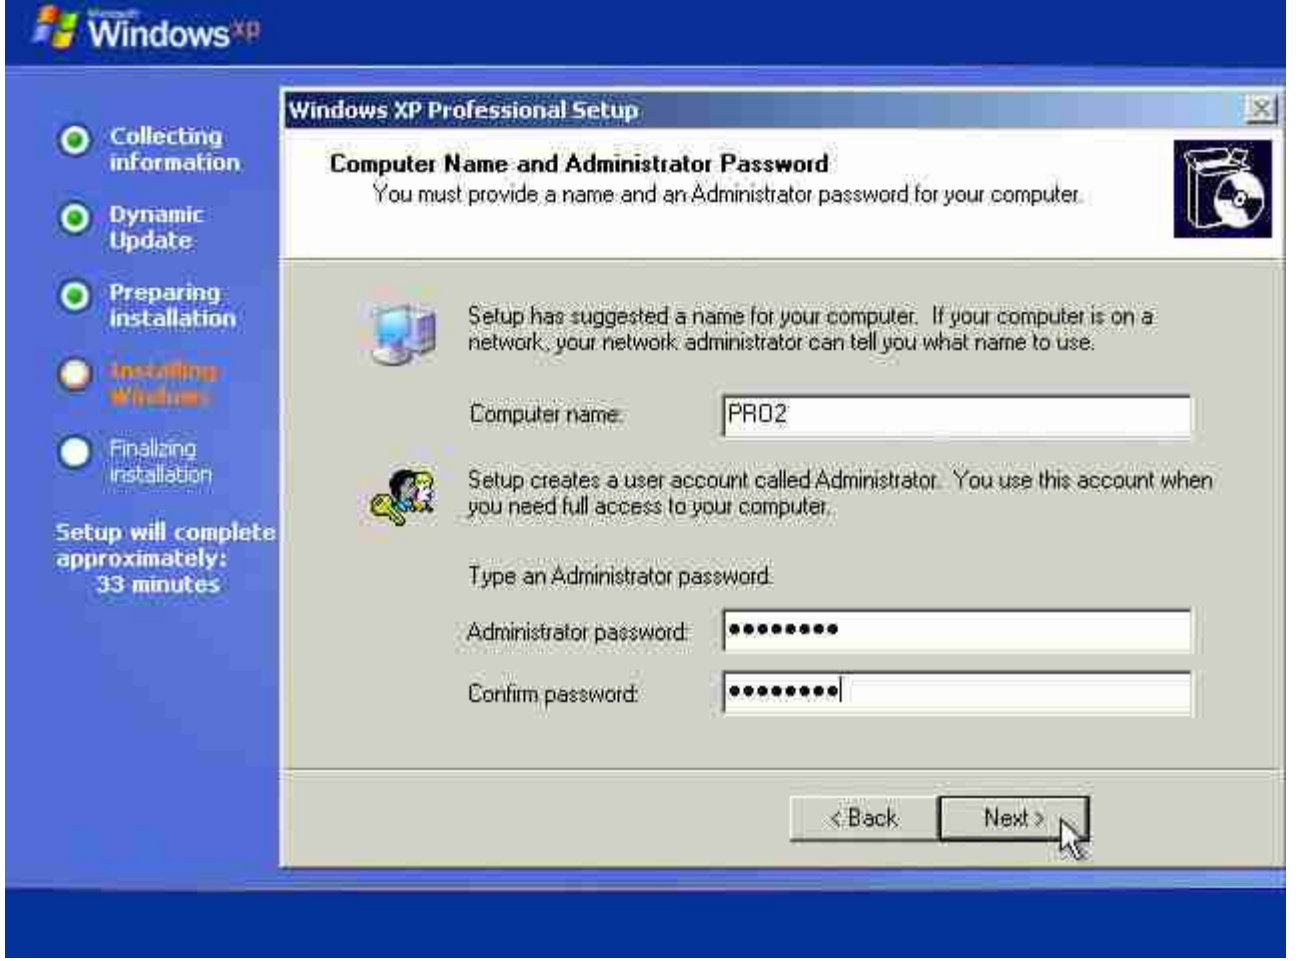 Microsoft
Windows xp
Collecting
information
Dynamic
Update
Preparing
installation
Installing
Windows
Finalizing
installation
Setup will complete
approximately:
33 minutes
Windows XP Professional Setup
Computer Name and Administrator Password
You must provide a name and an Administrator password for your computer.
Setup has suggested a name for your computer. If your computer is on a
network, your network administrator can tell you what name to use.
Computer name: PRO2
Setup creates a user account called Administrator. You use this account when
you need full access to your computer.
Type an Administrator password.
Administrator password: ●●●●●●●●
Confirm password: ●●●●●●●●
< Back Next >